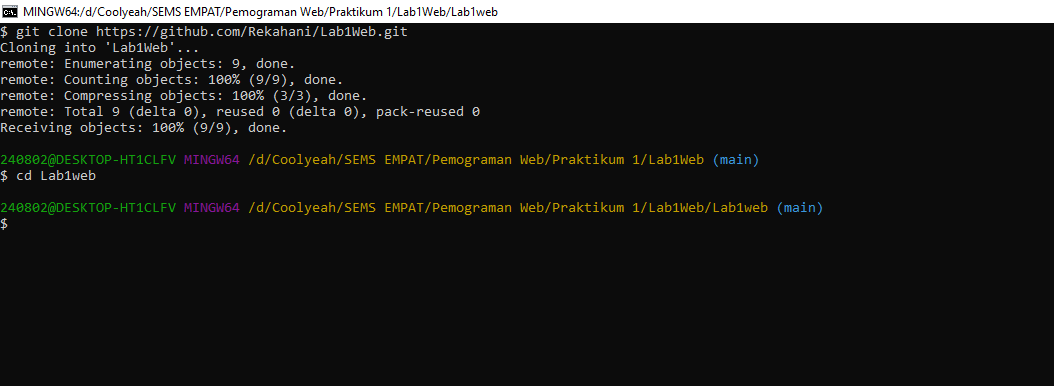 MINGW64:/d/Coolyeah/SEMS EMPAT/Pemograman Web/Praktikum 1/Lab1Web/Lab1web
$ git clone https://github.com/Rekahani/Lab1Web.git
Cloning into 'Lab1Web'...
remote: Enumerating objects: 9, done.
remote: Counting objects: 100% (9/9), done.
remote: Compressing objects: 100% (3/3), done.
remote: Total 9 (delta 0), reused 0 (delta 0), pack-reused 0
Receiving objects: 100% (9/9), done.
240802@DESKTOP-HT1CLFV MINGW64 /d/Coolyeah/SEMS EMPAT/Pemograman Web/Praktikum 1/Lab1Web (main)
$ cd Lab1web
240802@DESKTOP-HT1CLFV MINGW64 /d/Coolyeah/SEMS EMPAT/Pemograman Web/Praktikum 1/Lab1Web/Lab1web (main)
$